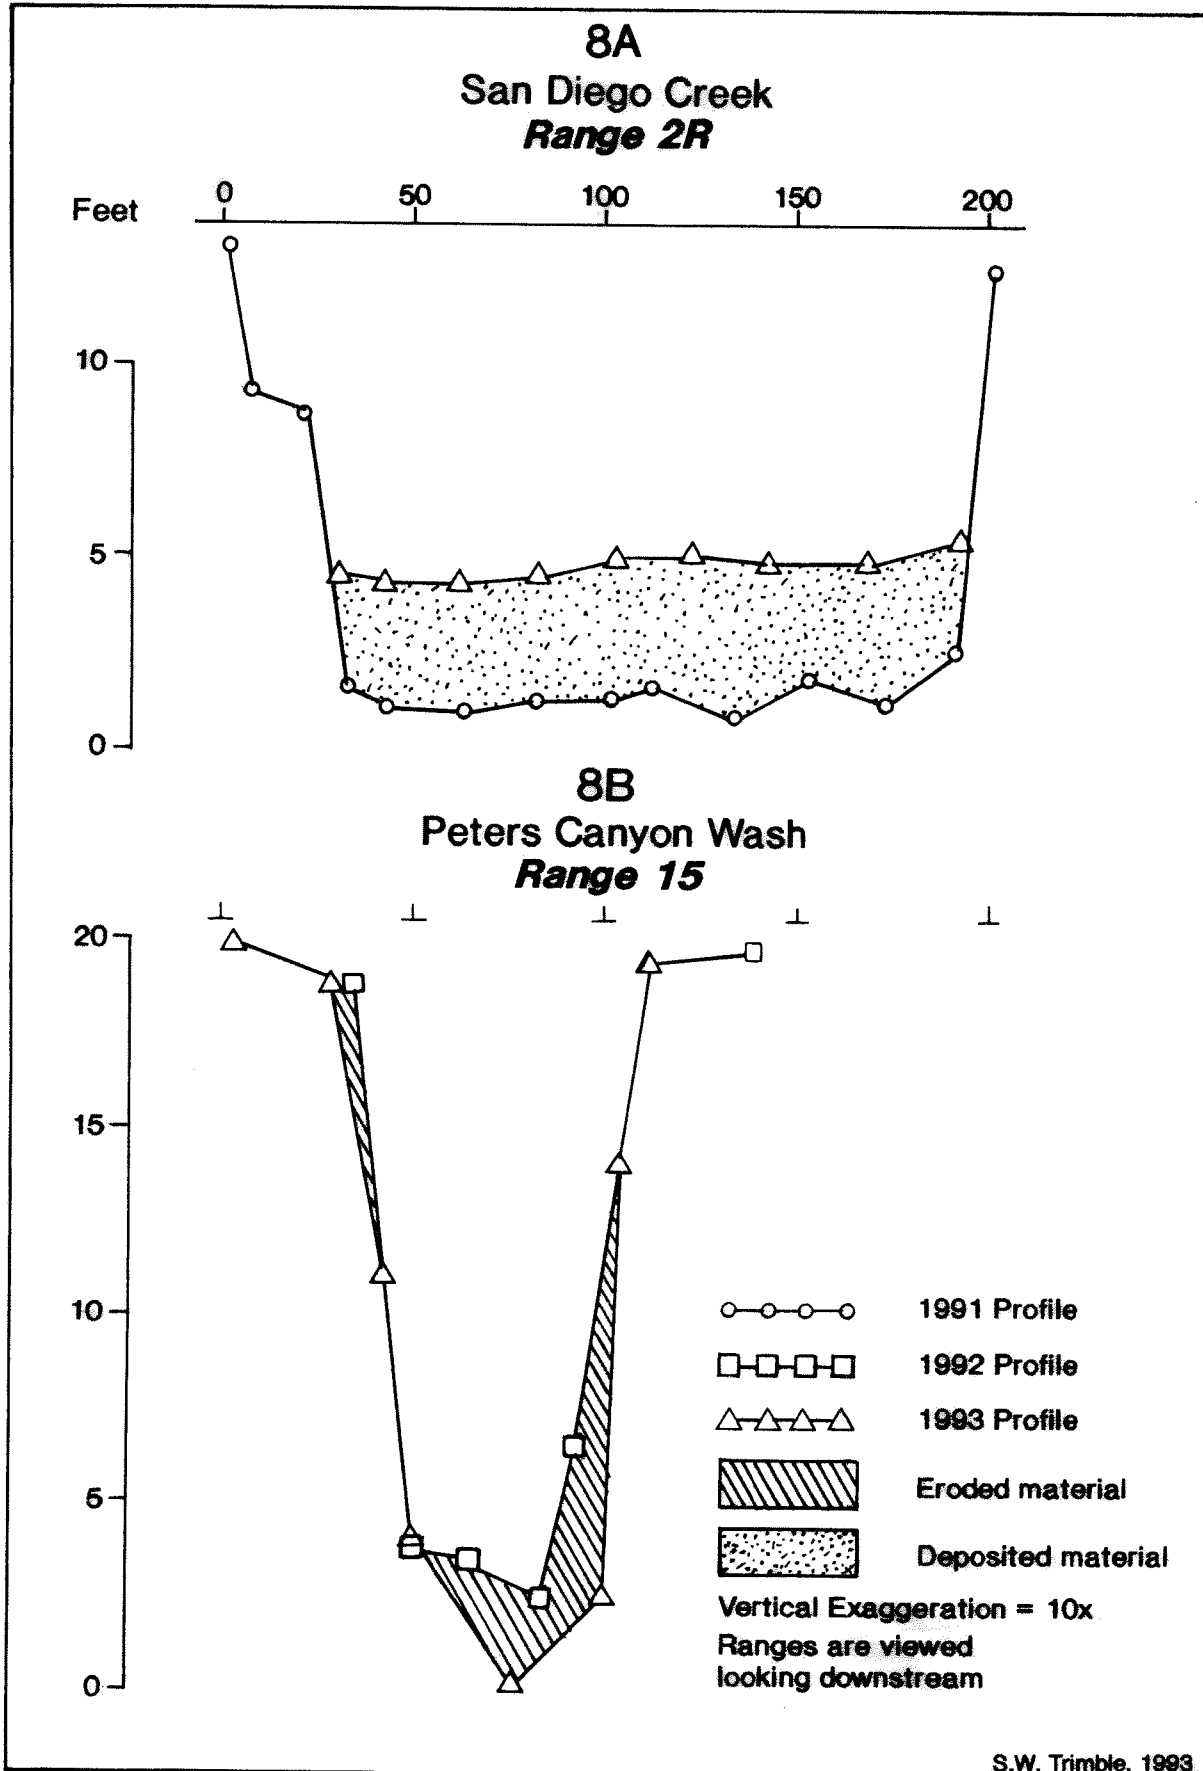 8A
San Diego Creek
Range 2R
Feet
0 50 100 150 200
10
5
0
8B
Peters Canyon Wash
Range 15
20
15
10
5
0
1991 Profile
1992 Profile
1993 Profile
Eroded material
Deposited material
Vertical Exaggeration = 10x
Ranges are viewed
looking downstream
S.W. Trimble, 1993